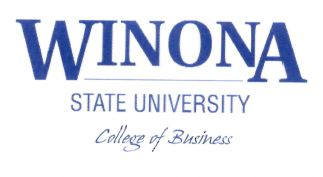 WINONA
STATE UNIVERSITY
College of Business